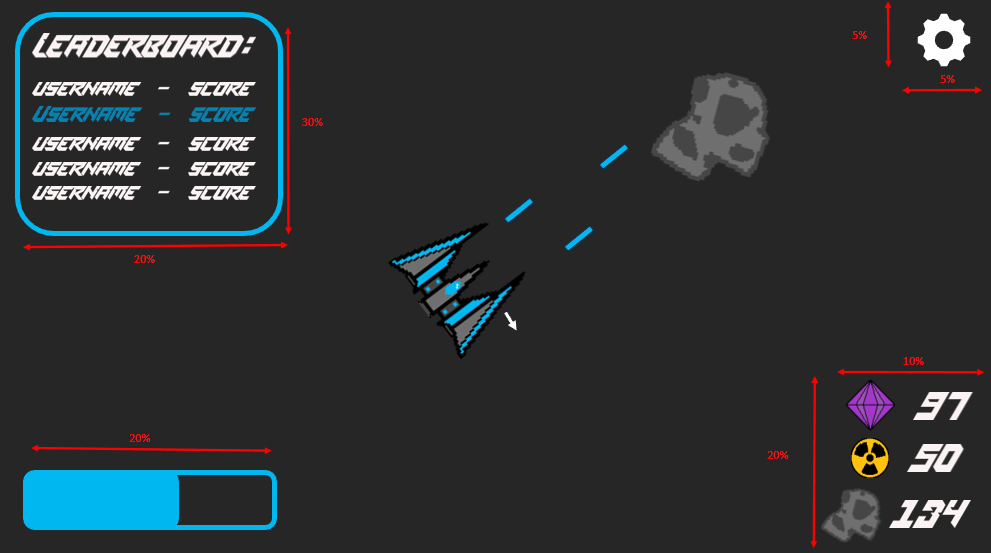 LEADERBOARD:
USERNAME - SCORE
USERNAME - SCORE
USERNAME - SCORE
USERNAME - SCORE
USERNAME - SCORE
30%
20%
5%
5%
20%
10%
97
20%
50
134